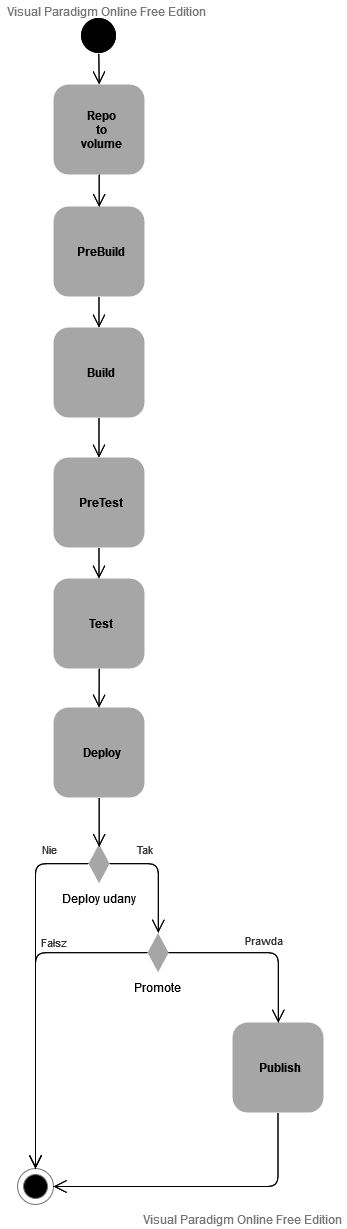 Visual Paradigm Online Free Edition
Repo
to
volume
PreBuild
Build
PreTest
Test
Deploy
Nie
Tak
Deploy udany
Fałsz
Prawda
Promote
Publish
Visual Paradigm Online Free Edition